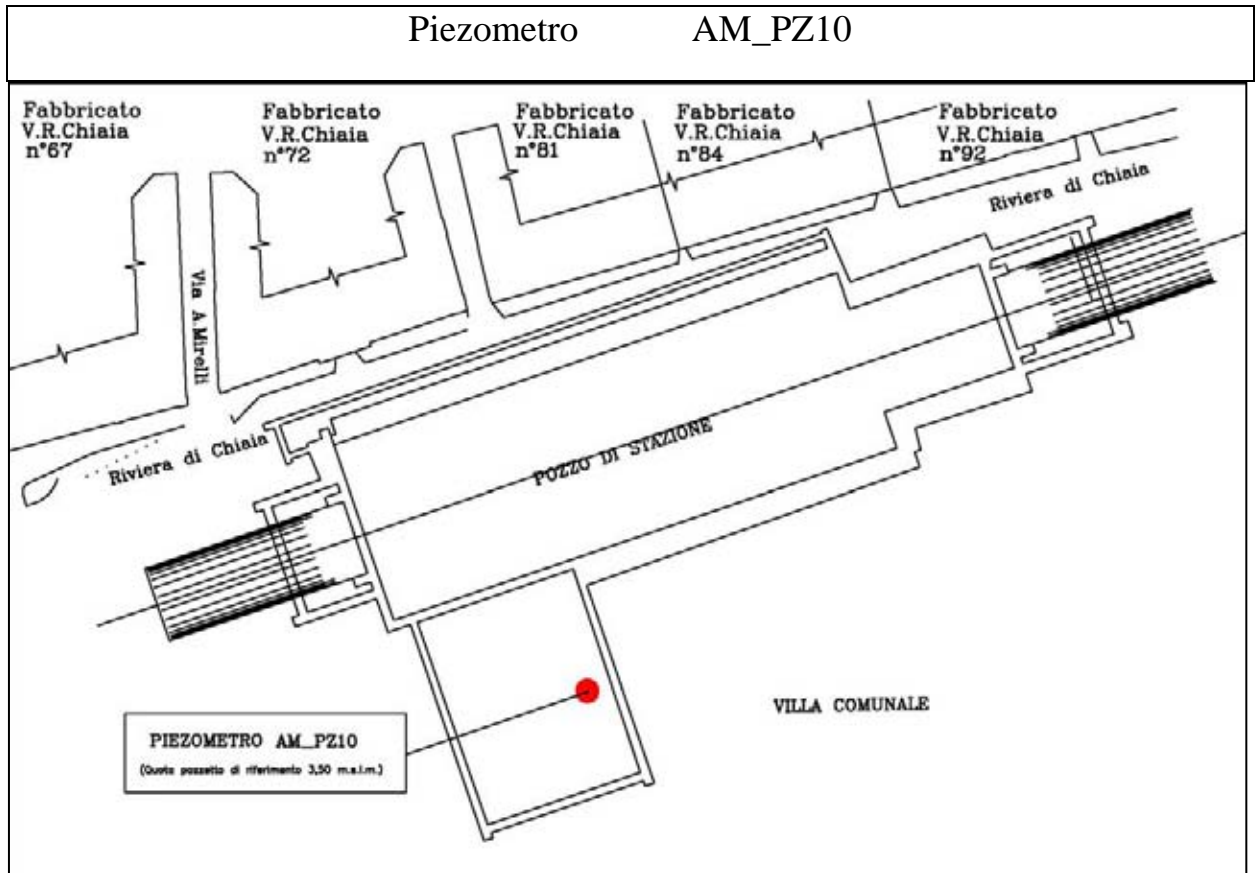 Piezometro AM_PZ10
Fabbricato
V.R.Chiaia
n°67
Fabbricato
V.R.Chiaia
n°72
Fabbricato
V.R.Chiaia
n°81
Fabbricato
V.R.Chiaia
n°84
Fabbricato
V.R.Chiaia
n°92
Riviera di Chiaia
Via A.Mirelli
Riviera di Chiaia
POZZO DI STAZIONE
VILLA COMUNALE
PIEZOMETRO AM_PZ10
(Quota pozzetto di riferimento 3,50 m.s.l.m.)